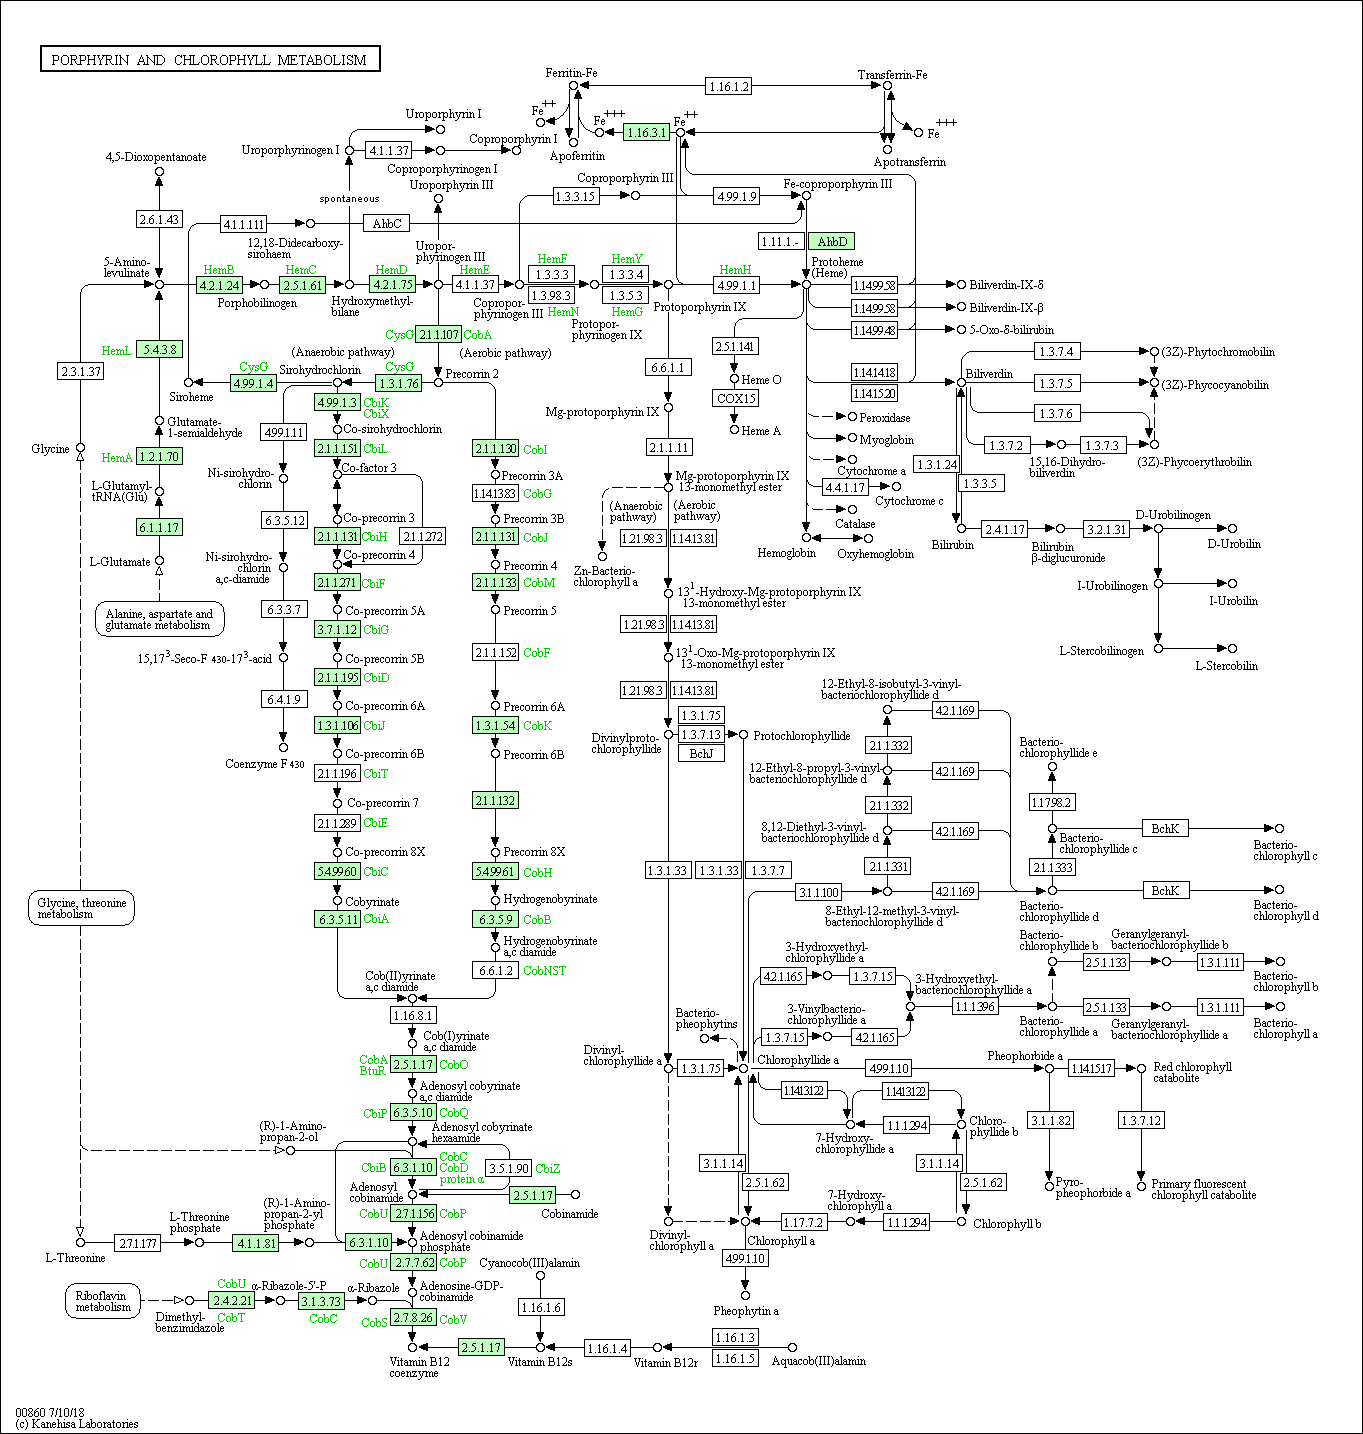 PORPHYRIN AND CHLOROPHYLL METABOLISM
Ferritin-Fe
Transferrin-Fe
1.16.1.2
Fe++
Fe+++
1.16.3.1
Fe++
Fe+++
Apoferritin
Apotransferrin
Uroporphyrin I
Uroporphyrinogen I
4.1.1.37
Coproporphyrin I
Coproporphyrinogen I
4,5-Dioxopentanoate
Uroporphyrin III
Coproporphyrin III
Fe-coproporphyrin III
spontaneous
1.3.3.15
4.99.1.9
2.6.1.43
4.1.1.111
AhbC
12,18-Didecarboxy-
sirohaem
Uropor-
phyrinogen III
1.11.1.-
AhbD
5-Amino-
levulinate
HemB
HemC
HemD
HemE
HemF
HemY
HemH
Protoheme
(Heme)
4.2.1.24
2.5.1.61
4.2.1.75
4.1.1.37
1.3.3.3
1.3.3.4
4.99.1.1
1.14.99.58
Biliverdin-IX-δ
Porphobilinogen
Hydroxymethyl-
bilane
Copropor-
phyrinogen III
1.3.98.3
HemN
1.3.5.3
HemG
Protoporphyrin IX
1.14.99.58
Biliverdin-IX-β
Protopor-
phyrinogen IX
1.14.99.48
5-Oxo-δ-bilirubin
CysG
2.1.1.107
CobA
HemL
5.4.3.8
(Anaerobic pathway)
(Aerobic pathway)
2.5.1.141
1.3.7.4
(3Z)-Phytochromobilin
2.3.1.37
CysG
Sirohydrochlorin
CysG
Precorrin 2
6.6.1.1
Heme O
1.14.14.18
Biliverdin
4.99.1.4
1.3.1.76
1.3.7.5
(3Z)-Phycocyanobilin
Siroheme
4.99.1.3
CbiK
CbiX
COX15
1.14.15.20
Glutamate-
1-semialdehyde
4.99.1.11
Co-sirohydrochlorin
Mg-protoporphyrin IX
Heme A
Peroxidase
1.3.7.6
Glycine
2.1.1.151
CbiL
2.1.1.130
CobI
2.1.1.11
Myoglobin
1.3.7.2
1.3.7.3
HemA
1.2.1.70
Ni-sirohydro-
chlorin
Co-factor 3
Precorrin 3A
Mg-protoporphyrin IX
13-monomethyl ester
Cytochrome a
1.3.1.24
15,16-Dihydro-
biliverdin
(3Z)-Phycoerythrobilin
L-Glutamyl-
tRNA(Glu)
1.14.13.83
CobG
4.4.1.17
Cytochrome c
1.3.3.5
6.1.1.17
6.3.5.12
Co-precorrin 3
Precorrin 3B
(Anaerobic
pathway)
(Aerobic
pathway)
Catalase
D-Urobilinogen
2.1.1.131
CbiH
2.1.1.272
2.1.1.131
CobJ
1.21.98.3
1.14.13.81
Hemoglobin
Oxyhemoglobin
Bilirubin
2.4.1.17
Bilirubin
β-diglucuronide
3.2.1.31
D-Urobilin
L-Glutamate
Ni-sirohydro-
chlorin
a,c-diamide
Co-precorrin 4
Precorrin 4
Zn-Bacterio-
chlorophyll a
2.1.1.271
CbiF
2.1.1.133
CobM
13¹-Hydroxy-Mg-protoporphyrin IX
13-monomethyl ester
I-Urobilinogen
I-Urobilin
Alanine, aspartate and
glutamate metabolism
6.3.3.7
Co-precorrin 5A
Precorrin 5
3.7.1.12
CbiG
1.21.98.3
1.14.13.81
15,17³-Seco-F 430-17³-acid
Co-precorrin 5B
2.1.1.152
CobF
13¹-Oxo-Mg-protoporphyrin IX
13-monomethyl ester
L-Stercobilinogen
L-Stercobilin
2.1.1.195
CbiD
6.4.1.9
Co-precorrin 6A
Precorrin 6A
1.21.98.3
1.14.13.81
12-Ethyl-8-isobutyl-3-vinyl-
bacteriochlorophyllide d
4.2.1.169
1.3.1.106
CbiJ
1.3.1.54
CobK
1.3.1.75
1.3.7.13
BchJ
Divinylproto-
chlorophyllide
Protochlorophyllide
2.1.1.332
Coenzyme F 430
Co-precorrin 6B
Precorrin 6B
12-Ethyl-8-propyl-3-vinyl-
bacteriochlorophyllide d
4.2.1.169
Bacterio-
chlorophyllide e
2.1.1.196
CbiT
2.1.1.132
2.1.1.332
1.17.98.2
Co-precorrin 7
2.1.1.289
CbiE
8,12-Diethyl-3-vinyl-
bacteriochlorophyllide d
4.2.1.169
Bacterio-
chlorophyllide c
BchK
Bacterio-
chlorophyll c
Co-precorrin 8X
Precorrin 8X
5.4.99.60
CbiC
5.4.99.61
CobH
1.3.1.33
1.3.1.33
1.3.7.7
2.1.1.331
2.1.1.333
3.1.1.100
4.2.1.169
BchK
Cobyrinate
Hydrogenobyrinate
8-Ethyl-12-methyl-3-vinyl-
bacteriochlorophyllide d
Bacterio-
chlorophyllide d
Bacterio-
chlorophyll d
Glycine, threonine
metabolism
6.3.5.11
CbiA
6.3.5.9
CobB
Hydrogenobyrinate
a,c diamide
3-Hydroxyethyl-
chlorophyllide a
Bacterio-
chlorophyllide b
Geranylgeranyl-
bacteriochlorophyllide b
6.6.1.2
CobNST
4.2.1.165
1.3.7.15
2.5.1.133
1.3.1.111
Bacterio-
chlorophyll b
Cob(II)yrinate
a,c diamide
3-Hydroxyethyl-
bacteriochlorophyllide a
1.16.8.1
3-Vinylbacterio-
chlorophyllide a
1.1.1.396
2.5.1.133
1.3.1.111
Bacterio-
pheophytins
1.3.7.15
4.2.1.165
Bacterio-
chlorophyllide a
Geranylgeranyl-
bacteriochlorophyllide a
Bacterio-
chlorophyll a
Cob(I)yrinate
a,c diamide
Divinyl-
chlorophyllide a
Chlorophyllide a
Pheophorbide a
CobA
BtuR
2.5.1.17
CobO
1.3.1.75
4.99.1.10
1.14.15.17
Red chlorophyll
catabolite
Adenosyl cobyrinate
a,c diamide
1.14.13.122
1.14.13.122
CbiP
6.3.5.10
CobQ
7-Hydroxy-
chlorophyllide a
1.1.1.294
Chloro-
phyllide b
3.1.1.82
1.3.7.12
(R)-1-Amino-
propan-2-ol
Adenosyl cobyrinate
hexaamide
CbiB
6.3.1.10
CobC
CobD
protein α
3.5.1.90
CbiZ
3.1.1.14
2.5.1.62
3.1.1.14
2.5.1.62
Pyro-
pheophorbide a
Primary fluorescent
chlorophyll catabolite
Adenosyl
cobinamide
2.5.1.17
Cobinamide
7-Hydroxy-
chlorophyll a
L-Threonine
phosphate
(R)-1-Amino-
propan-2-yl
phosphate
CobU
2.7.1.156
CobP
1.17.7.2
1.1.1.294
Chlorophyll b
L-Threonine
2.7.1.177
4.1.1.81
6.3.1.10
Adenosyl cobinamide
phosphate
Divinyl-
chlorophyll a
Chlorophyll a
CobU
2.7.7.62
CobP
Cyanocob(III)alamin
4.99.1.10
Riboflavin
metabolism
CobU
α-Ribazole-5'-P
α-Ribazole
Adenosine-GDP-
cobinamide
2.4.2.21
3.1.3.73
1.16.1.6
Pheophytin a
Dimethyl-
benzimidazole
CobT
CobC
CobS
2.7.8.26
CobV
2.5.1.17
1.16.1.4
1.16.1.3
1.16.1.5
Vitamin B12
coenzyme
Vitamin B12s
Vitamin B12r
Aquacob(III)alamin
00860 7/10/18
(c) Kanehisa Laboratories